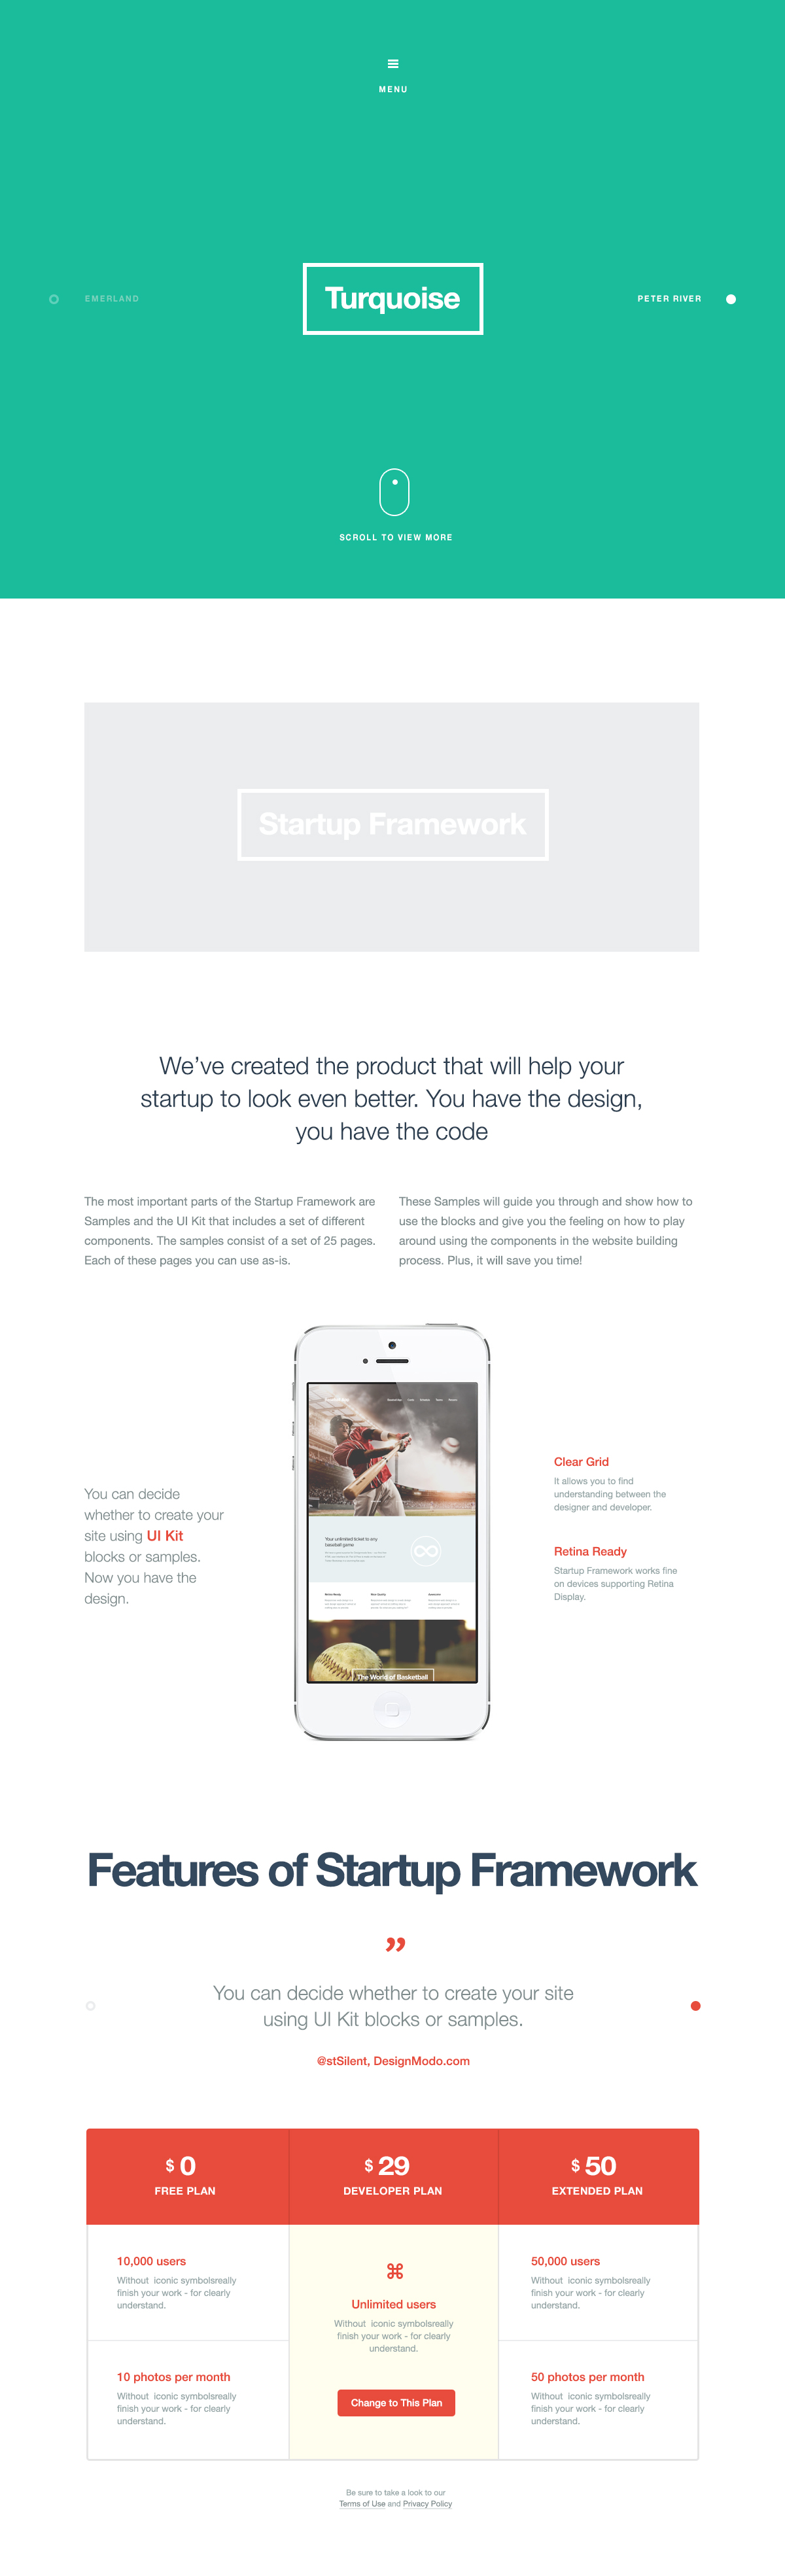 MENU
EMERLAND
Turquoise
PETER RIVER
SCROLL TO VIEW MORE
Startup Framework
We’ve created the product that will help your
startup to look even better. You have the design,
you have the code
The most important parts of the Startup Framework are
Samples and the UI Kit that includes a set of different
components. The samples consist of a set of 25 pages.
Each of these pages you can use as-is.
These Samples will guide you through and show how to
use the blocks and give you the feeling on how to play
around using the components in the website building
process. Plus, it will save you time!
You can decide
whether to create your
site using UI Kit
blocks or samples.
Now you have the
design.
Your unlimited ticket to any
baseball game
The World of Basketball
Clear Grid
It allows you to find
understanding between the
designer and developer.
Retina Ready
Startup Framework works fine
on devices supporting Retina
Display.
Features of Startup Framework
”
You can decide whether to create your site
using UI Kit blocks or samples.
@stSilent, DesignModo.com
$ 0
FREE PLAN
$ 29
DEVELOPER PLAN
$ 50
EXTENDED PLAN
10,000 users
Without  iconic symbolsreally
finish your work - for clearly
understand.
10 photos per month
Without  iconic symbolsreally
finish your work - for clearly
understand.
⌘
Unlimited users
Without  iconic symbolsreally
finish your work - for clearly
understand.
Change to This Plan
50,000 users
Without  iconic symbolsreally
finish your work - for clearly
understand.
50 photos per month
Without  iconic symbolsreally
finish your work - for clearly
understand.
Be sure to take a look to our
Terms of Use and Privacy Policy